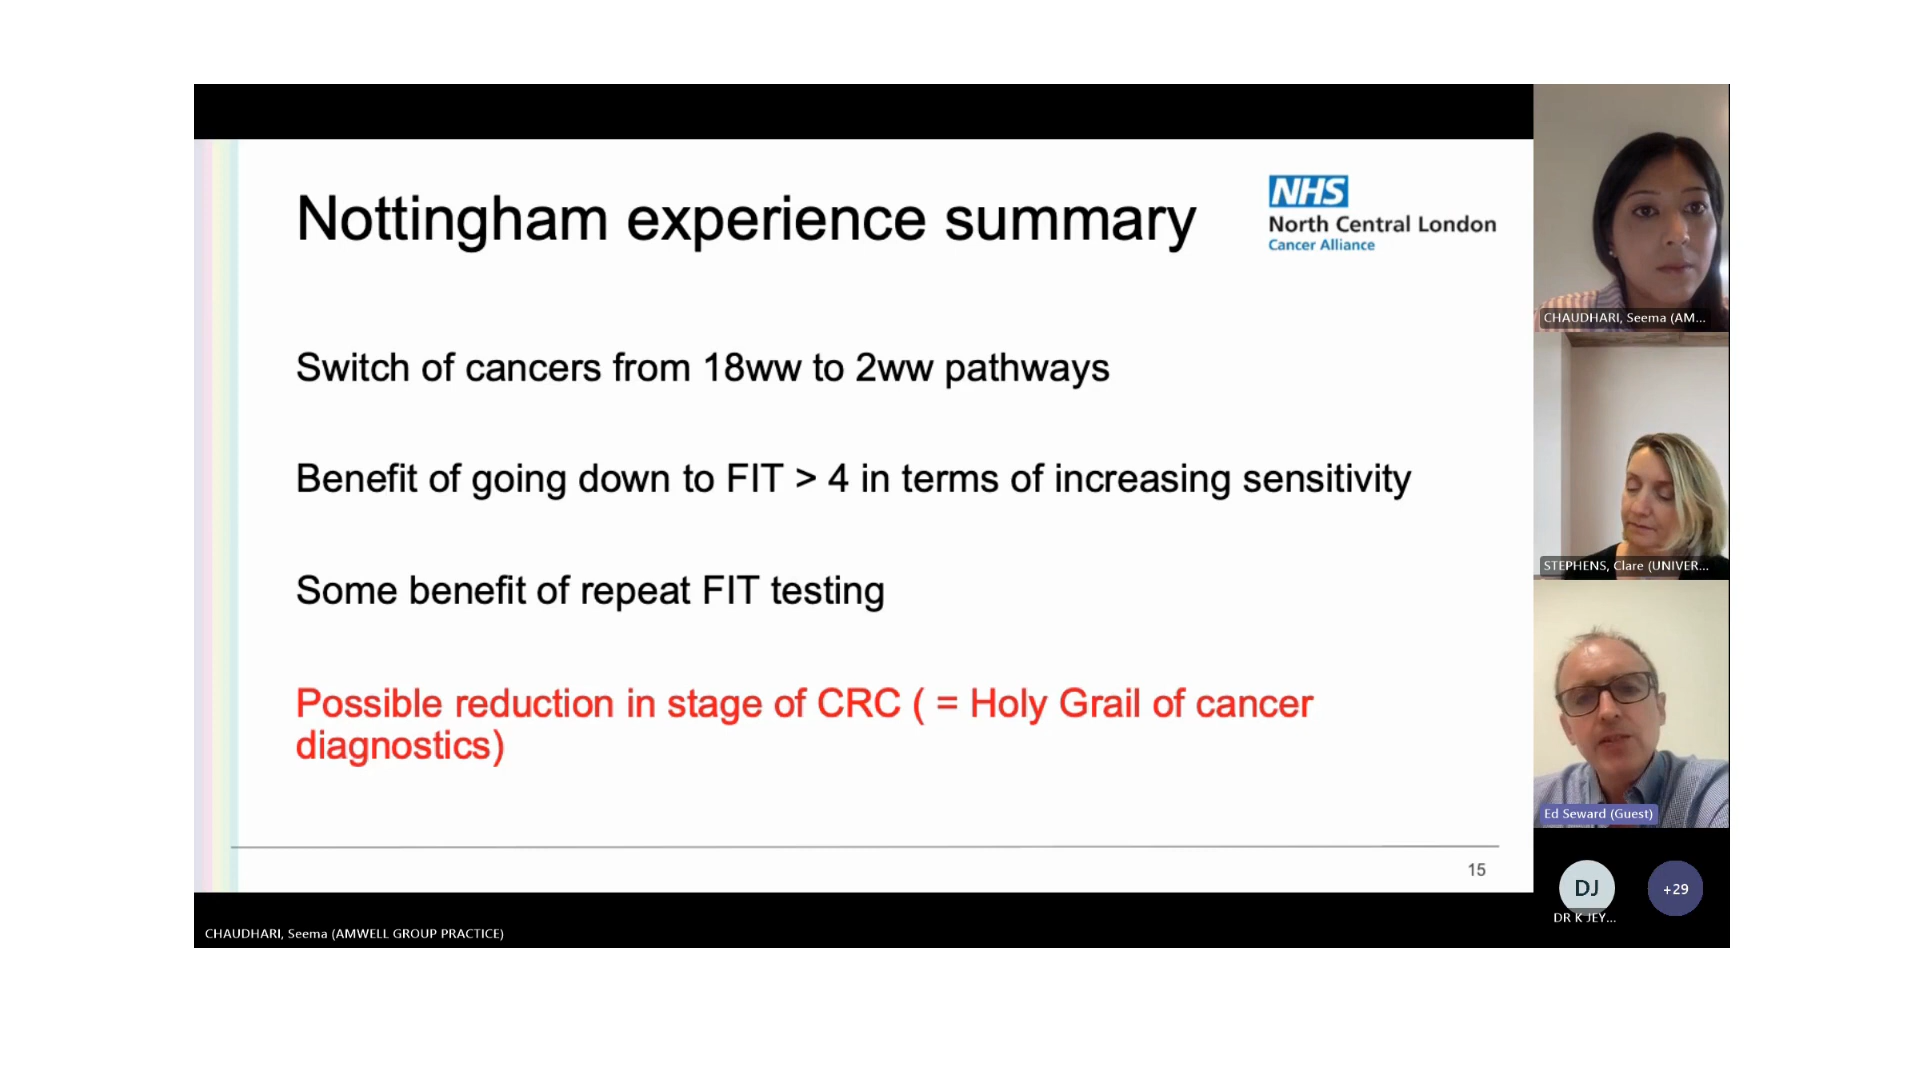 Nottingham experience summary
NHS
North Central London
Cancer Alliance
Switch of cancers from 18ww to 2ww pathways
Benefit of going down to FIT > 4 in terms of increasing sensitivity
Some benefit of repeat FIT testing
Possible reduction in stage of CRC ( = Holy Grail of cancer
diagnostics)
15
CHAUDHARI, Seema (AMWELL GROUP PRACTICE)
CHAUDHARI, Seema (AM...
STEPHENS, Clare (UNIVER...
Ed Seward (Guest)
DJ
DR K JEY...
+29